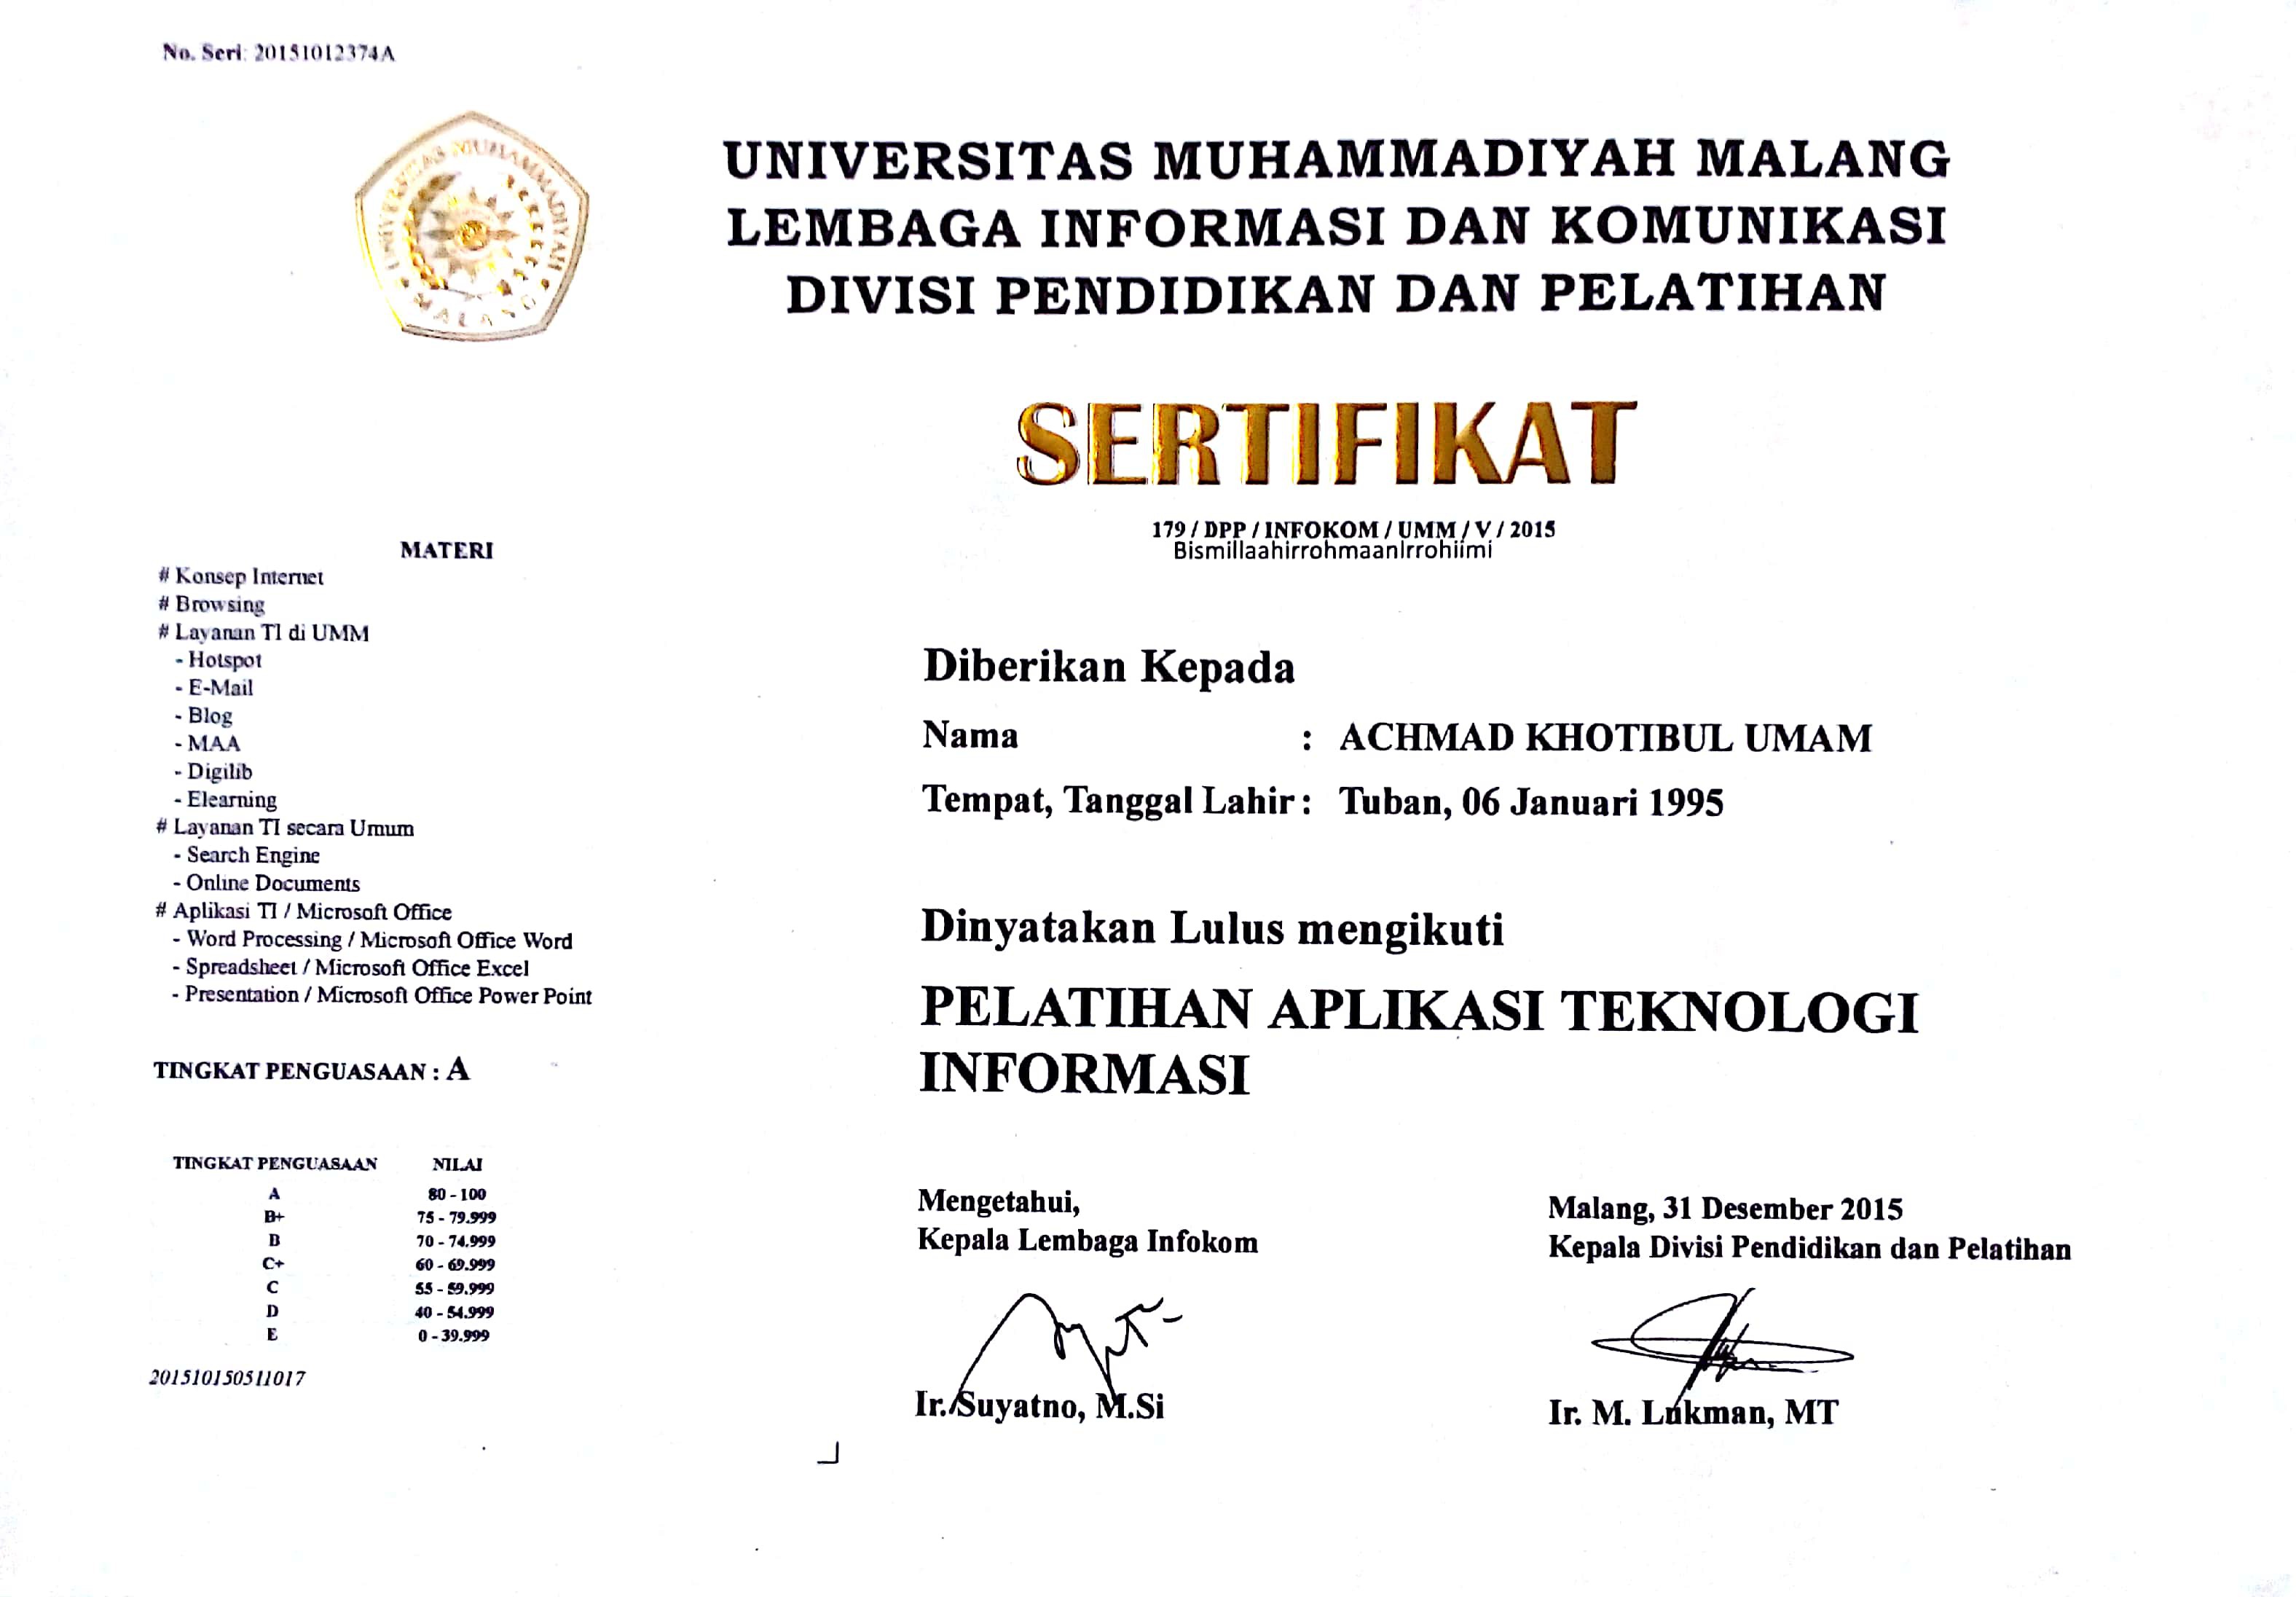 No. Seri: 20151012374A
UNIVERSITAS MUHAMMADIYAH MALANG
UNIVERSITAS MUHAMMADIYAH MALANG
LEMBAGA INFORMASI DAN KOMUNIKASI
DIVISI PENDIDIKAN DAN PELATIHAN
SERTIFIKAT
179 / DPP / INFOKOM / UMM / V / 2015
BismillaahirrohmaanIrrohiimi
MATERI
# Konsep Internet
# Browsing
# Layanan TI di UMM
- Hotspot
- E-Mail
- Blog
- MAA
- Digilib
- Elearning
# Layanan TI secara Umum
- Search Engine
- Online Documents
# Aplikasi TI / Microsoft Office
- Word Processing / Microsoft Office Word
- Spreadsheet / Microsoft Office Excel
- Presentation / Microsoft Office Power Point
TINGKAT PENGUASAAN : A
TINGKAT PENGUASAAN NILAI
A 80 - 100
B+ 75 - 79.999
B 70 - 74.999
C+ 60 - 69.999
C 55 - 59.999
D 40 - 54.999
E 0 - 39.999
201510150511017
Diberikan Kepada
Nama : ACHMAD KHOTIBUL UMAM
Tempat, Tanggal Lahir : Tuban, 06 Januari 1995
Dinyatakan Lulus mengikuti
PELATIHAN APLIKASI TEKNOLOGI
INFORMASI
Mengetahui,
Kepala Lembaga Infokom
Ir. Suyatno, M.Si
Malang, 31 Desember 2015
Kepala Divisi Pendidikan dan Pelatihan
Ir. M. Lukman, MT